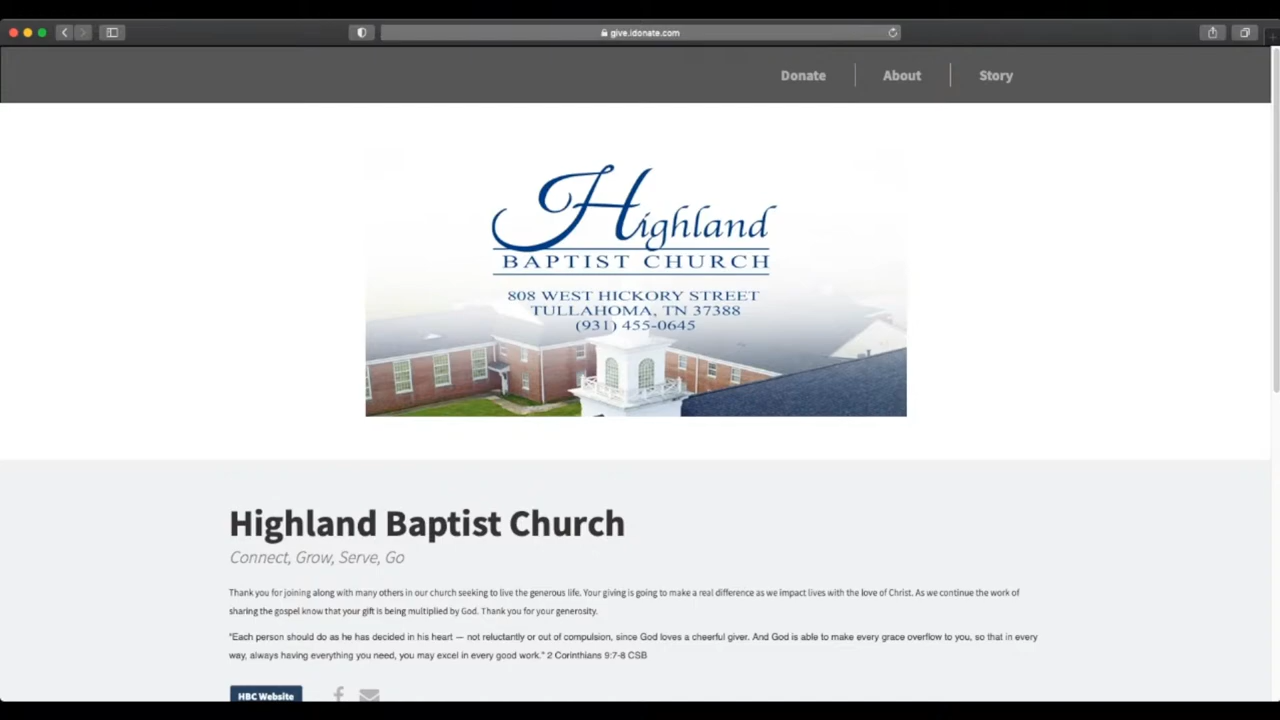 give.idonate.com
Donate
About
Story
Highland
BAPTIST CHURCH
808 WEST HICKORY STREET
TULLAHOMA, TN 37388
(931) 455-0645
Highland Baptist Church
Connect, Grow, Serve, Go
Thank you for joining along with many others in our church seeking to live the generous life. Your giving is going to make a real difference as we impact lives with the love of Christ. As we continue the work of
sharing the gospel know that your gift is being multiplied by God. Thank you for your generosity.
"Each person should do as he has decided in his heart — not reluctantly or out of compulsion, since God loves a cheerful giver. And God is able to make every grace overflow to you, so that in every
way, always having everything you need, you may excel in every good work." 2 Corinthians 9:7-8 CSB
HBC Website